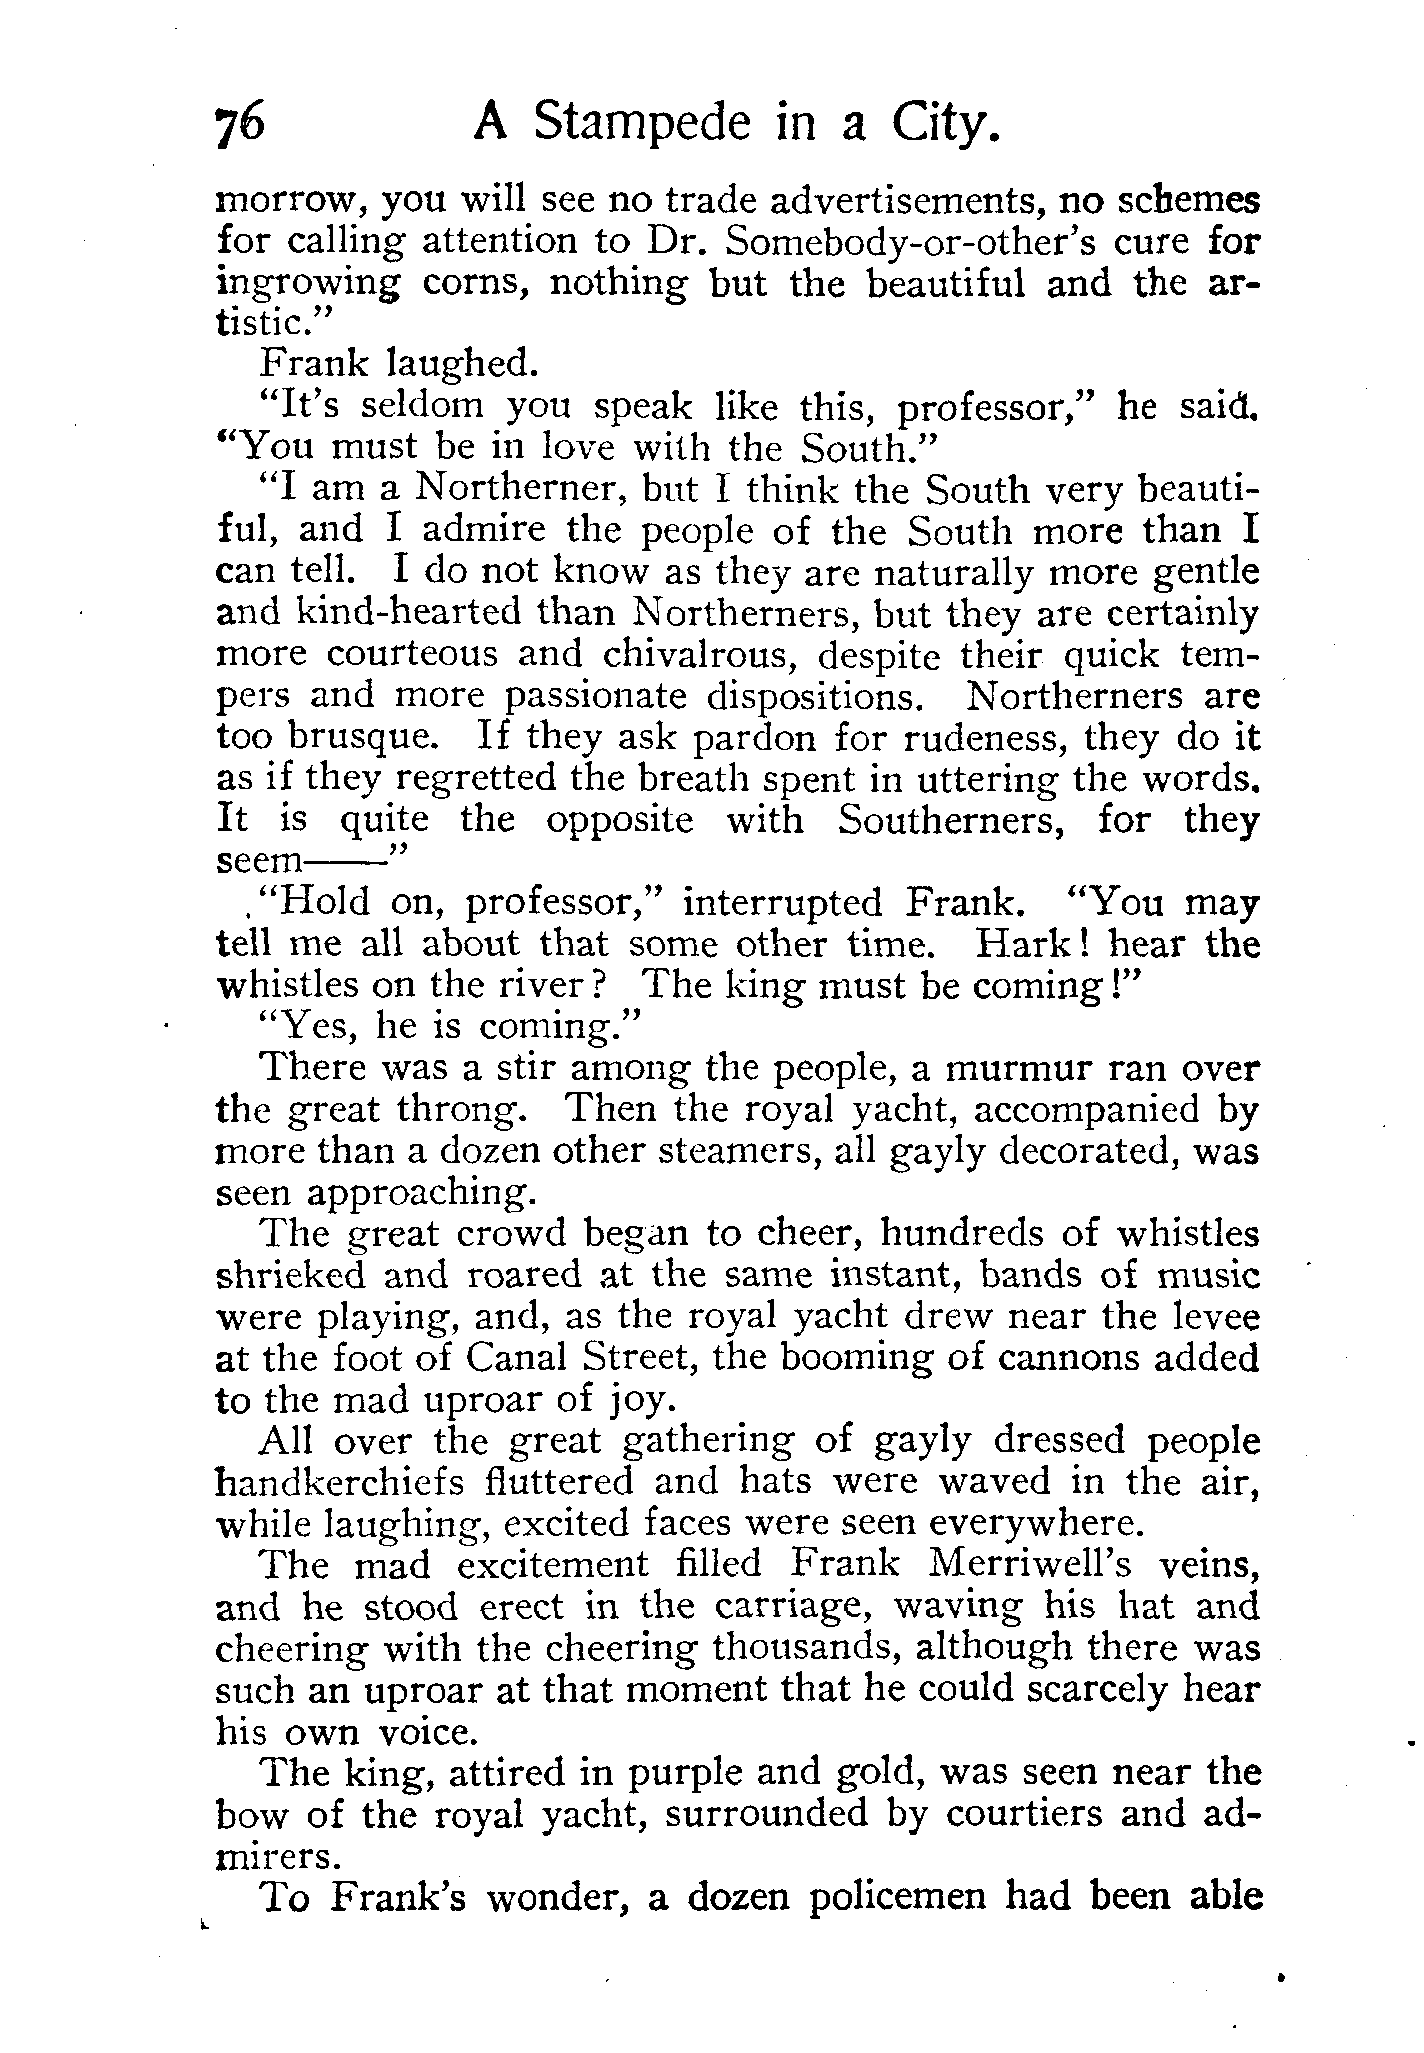 76 A Stampede in a City.
morrow, you will see no trade advertisements, no schemes
for calling attention to Dr. Somebody-or-other's cure for
ingrowing corns, nothing but the beautiful and the ar-
tistic."
Frank laughed.
"It's seldom you speak like this, professor," he said.
"You must be in love with the South."
"I am a Northerner, but I think the South very beauti-
ful, and I admire the people of the South more than I
can tell. I do not know as they are naturally more gentle
and kind-hearted than Northerners, but they are certainly
more courteous and chivalrous, despite their quick tem-
pers and more passionate dispositions. Northerners are
too brusque. If they ask pardon for rudeness, they do it
as if they regretted the breath spent in uttering the words.
It is quite the opposite with Southerners, for they
seem——"
"Hold on, professor," interrupted Frank. "You may
tell me all about that some other time. Hark! hear the
whistles on the river? The king must be coming!"
"Yes, he is coming."
There was a stir among the people, a murmur ran over
the great throng. Then the royal yacht, accompanied by
more than a dozen other steamers, all gayly decorated, was
seen approaching.
The great crowd began to cheer, hundreds of whistles
shrieked and roared at the same instant, bands of music
were playing, and, as the royal yacht drew near the levee
at the foot of Canal Street, the booming of cannons added
to the mad uproar of joy.
All over the great gathering of gayly dressed people
handkerchiefs fluttered and hats were waved in the air,
while laughing, excited faces were seen everywhere.
The mad excitement filled Frank Merriwell's veins,
and he stood erect in the carriage, waving his hat and
cheering with the cheering thousands, although there was
such an uproar at that moment that he could scarcely hear
his own voice.
The king, attired in purple and gold, was seen near the
bow of the royal yacht, surrounded by courtiers and ad-
mirers.
To Frank's wonder, a dozen policemen had been able